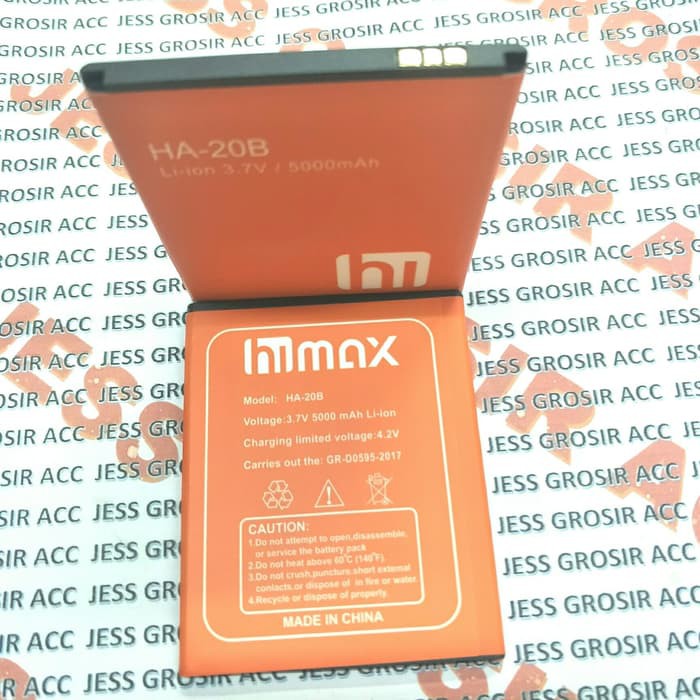 JESS GROSIR ACC
HA-20B
Li-ion 3.7V / 5000mAh
hmmax
Model: HA-20B
Voltage:3.7V 5000 mAh Li-ion
Charging limited voltage:4.2V
Carries out the: GR-D0595-2017
CAUTION:
1.Do not attempt to open,disassemble,
or service the battery pack
2.Do not heat above 60°C (140°F).
3.Do not crush,puncture,short external
contacts,or dispose of in fire or water.
4.Recycle or dispose of properly.
MADE IN CHINA